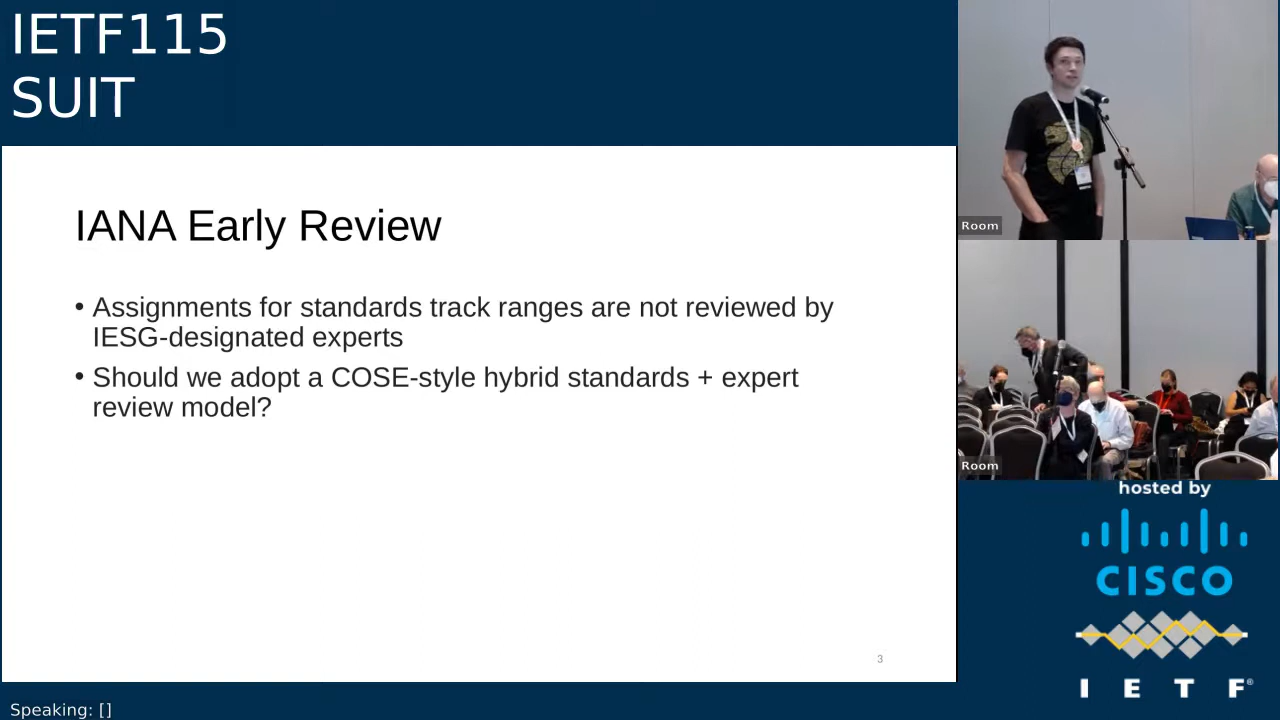 IETF115
SUIT
IANA Early Review
• Assignments for standards track ranges are not reviewed by
IESG-designated experts
• Should we adopt a COSE-style hybrid standards + expert
review model?
3
Speaking: []
Room
Room
hosted by
CISCO
I E T F®